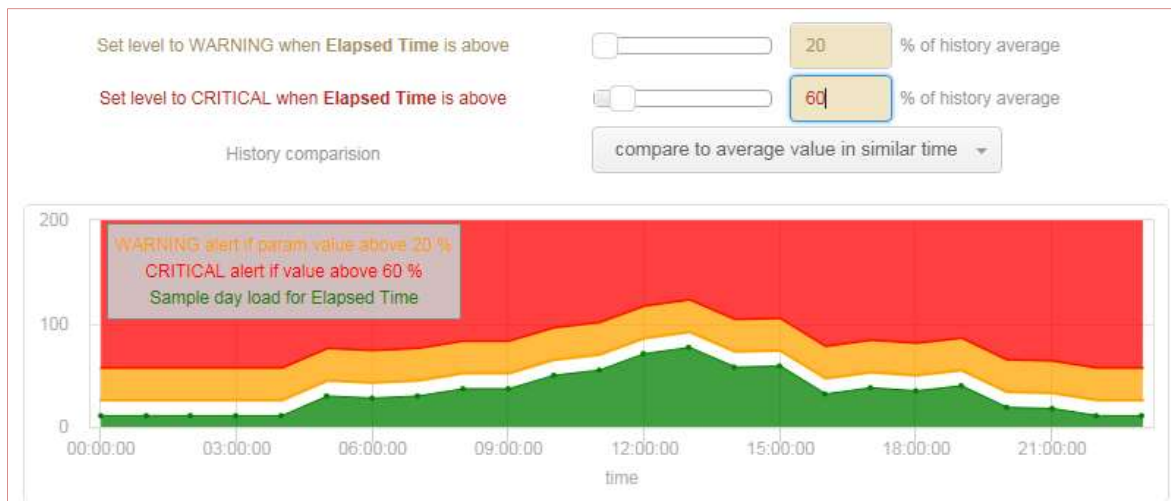 Set level to WARNING when Elapsed Time is above 20 % of history average
Set level to CRITICAL when Elapsed Time is above 60 % of history average
History comparision compare to average value in similar time
200
WARNING alert if param value above 20 %
CRITICAL alert if value above 60 %
Sample day load for Elapsed Time
100
0
00:00:00 03:00:00 06:00:00 09:00:00 12:00:00 15:00:00 18:00:00 21:00:00
time